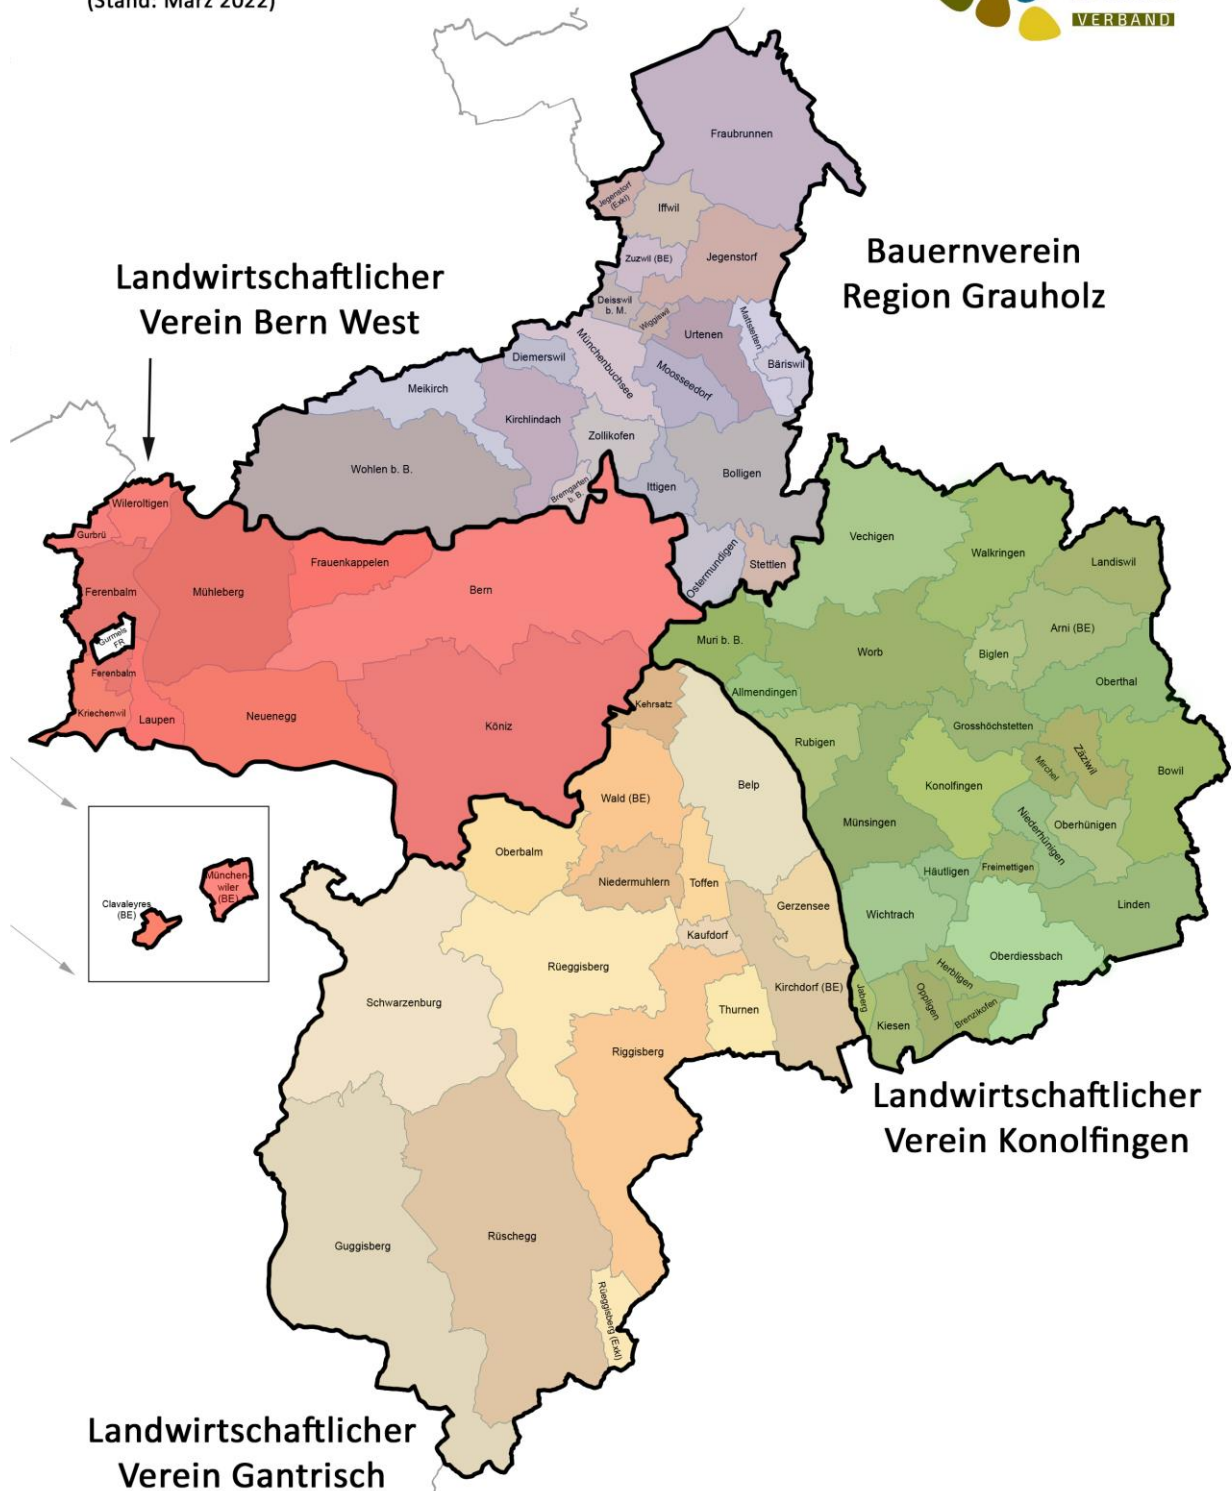 (Stand: März 2022)
VERBAND
Fraubrunnen
Jegenstorf
(Exkl)
Iffwil
Zuzwil (BE)
Jegenstorf
Bauernverein
Region Grauholz
Landwirtschaftlicher
Verein Bern West
Deisswil
b. M.
Wiggiswil
Urtenen
Mattstetten
Bäriswil
Diemerswil
Münchenbuchsee
Moosseedorf
Meikirch
Kirchlindach
Zollikofen
Wohlen b. B.
Bremgarten
b. B.
Ittigen
Bolligen
Ostermundigen
Stettlen
Wileroltigen
Gurbrü
Ferenbalm
Mühleberg
Frauenkappelen
Bern
Gurmels
FR
Ferenbalm
Kriechenwil
Laupen
Neuenegg
Köniz
Vechigen
Walkringen
Landiswil
Muri b. B.
Worb
Biglen
Arni (BE)
Allmendingen
Oberthal
Rubigen
Grosshöchstetten
Mirchel
Zäziwil
Bowil
Konolfingen
Münsingen
Niederhünigen
Oberhünigen
Häutligen
Freimettigen
Wichtrach
Linden
Oberdiessbach
Herbligen
Jaberg
Kiesen
Oppligen
Brenzikofen
Kehrsatz
Belp
Wald (BE)
Oberbalm
Niedermuhlern
Toffen
Gerzensee
Kaufdorf
Rüeggisberg
Kirchdorf (BE)
Thurnen
Schwarzenburg
Riggisberg
Clavaleyres
(BE)
München-
wiler
(BE)
Landwirtschaftlicher
Verein Konolfingen
Guggisberg
Rüschegg
Rüeggisberg (Exkl)
Landwirtschaftlicher
Verein Gantrisch